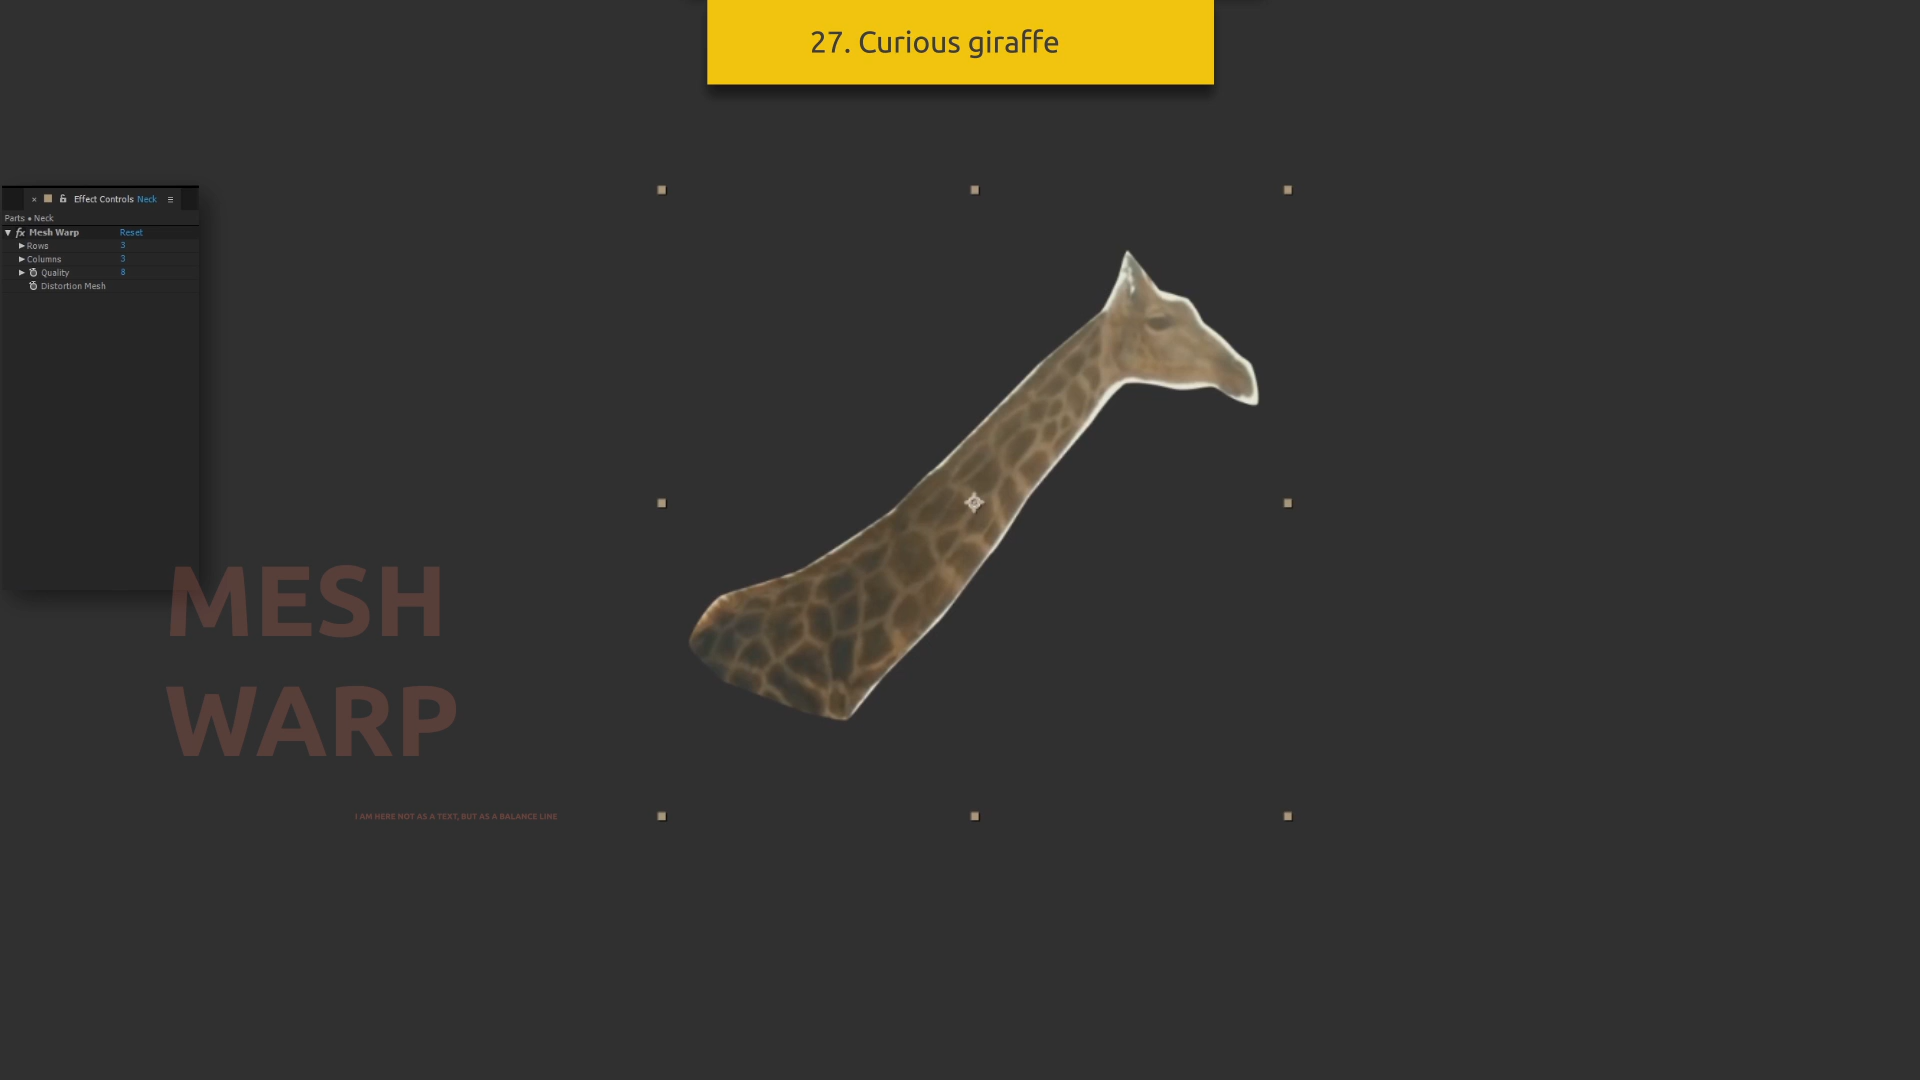 27. Curious giraffe
Effect Controls Neck
Parts • Neck
fx Mesh Warp Reset
Rows 3
Columns 3
Quality 8
Distortion Mesh
MESH
WARP
I AM HERE NOT AS A TEXT, BUT AS A BALANCE LINE